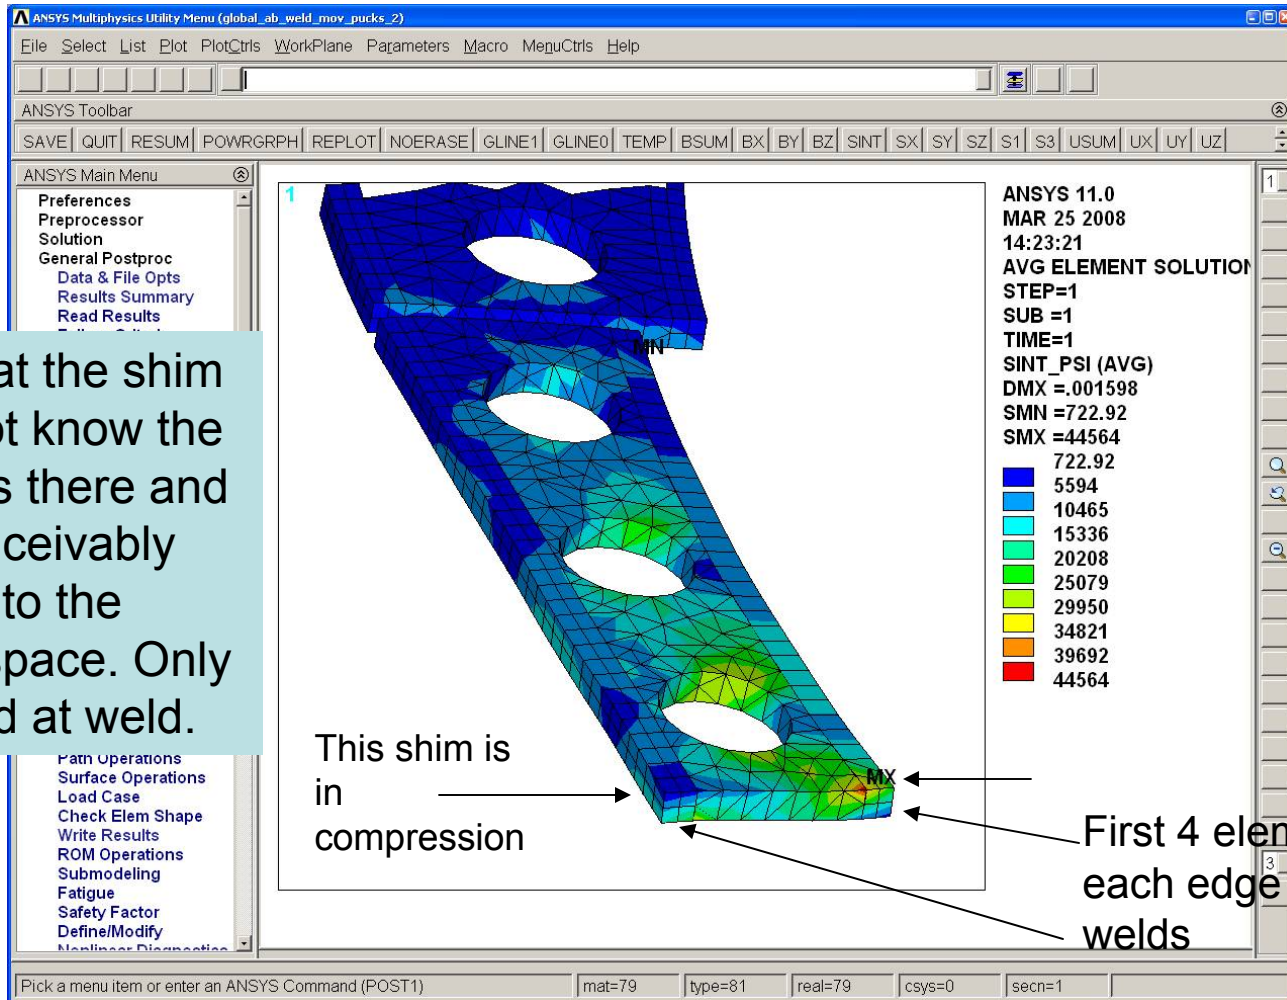 ANSYS Multiphysics Utility Menu (global_ab_weld_mov_pucks_2)
File Select List Plot PlotCtrls WorkPlane Parameters Macro MenuCtrls Help
ANSYS Toolbar
SAVE QUIT RESUM POWRGRPH REPLOT NOERASE GLINE1 GLINE0 TEMP BSUM BX BY BZ SINT SX SY SZ S1 S3 USUM UX UY UZ
ANSYS Main Menu
Preferences
Preprocessor
Solution
General Postproc
Data & File Opts
Results Summary
Read Results
at the shim
ot know the
s there and
ceivably
to the
space. Only
d at weld.
Path Operations
Surface Operations
Load Case
Check Elem Shape
Write Results
ROM Operations
Submodeling
Fatigue
Safety Factor
Define/Modify
1
MN
MX
This shim is
in
compression
ANSYS 11.0
MAR 25 2008
14:23:21
AVG ELEMENT SOLUTION
STEP=1
SUB =1
TIME=1
SINT_PSI (AVG)
DMX =.001598
SMN =722.92
SMX =44564
722.92
5594
10465
15336
20208
25079
29950
34821
39692
44564
First 4 elem
each edge
welds
1
3
Pick a menu item or enter an ANSYS Command (POST1)
mat=79
type=81
real=79
csys=0
secn=1